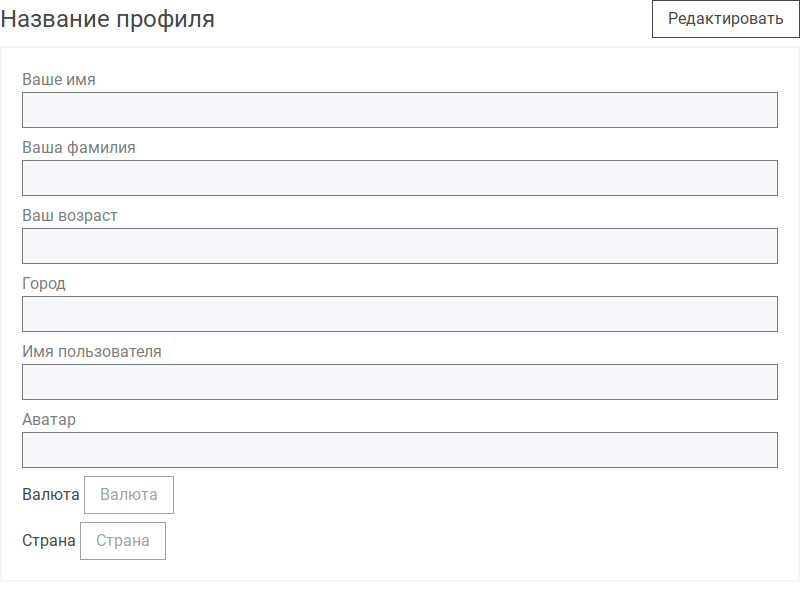 Название профиля
Редактировать
Ваше имя
Ваша фамилия
Ваш возраст
Город
Имя пользователя
Аватар
Валюта Валюта
Страна Страна